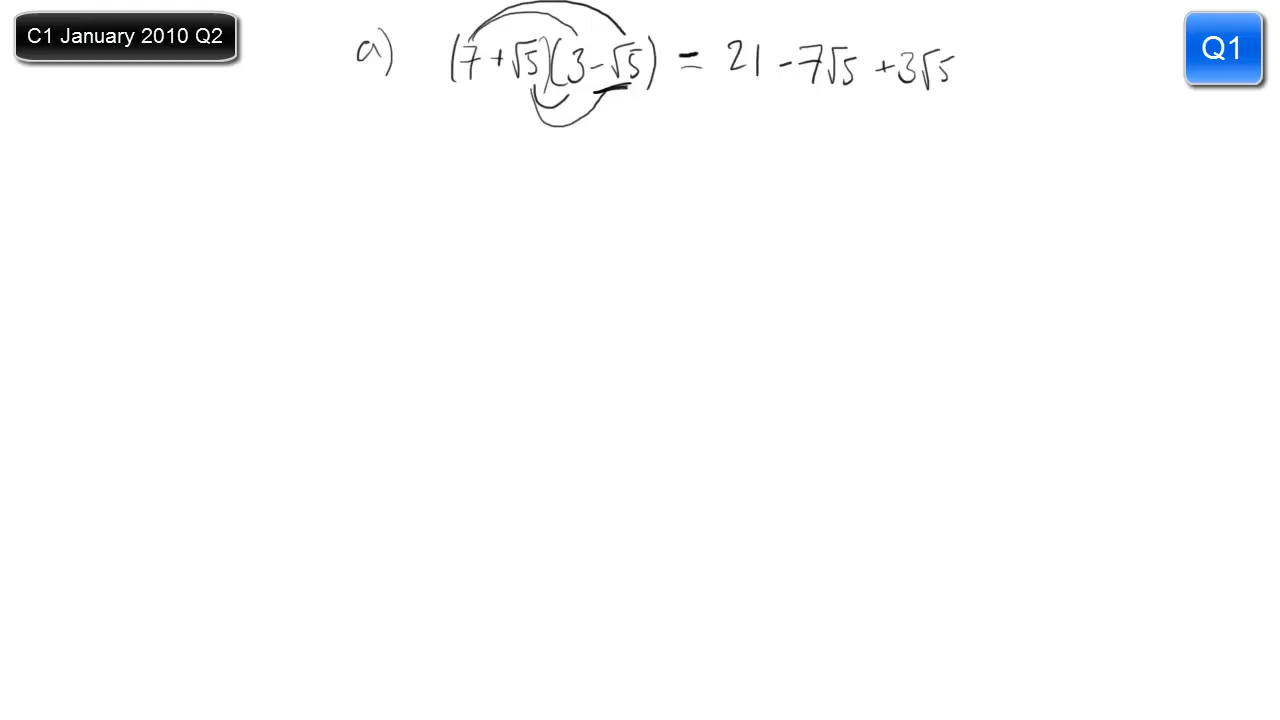 C1 January 2010 Q2
a) (7 + √5)(3 - √5) = 21 - 7√5 + 3√5
Q1